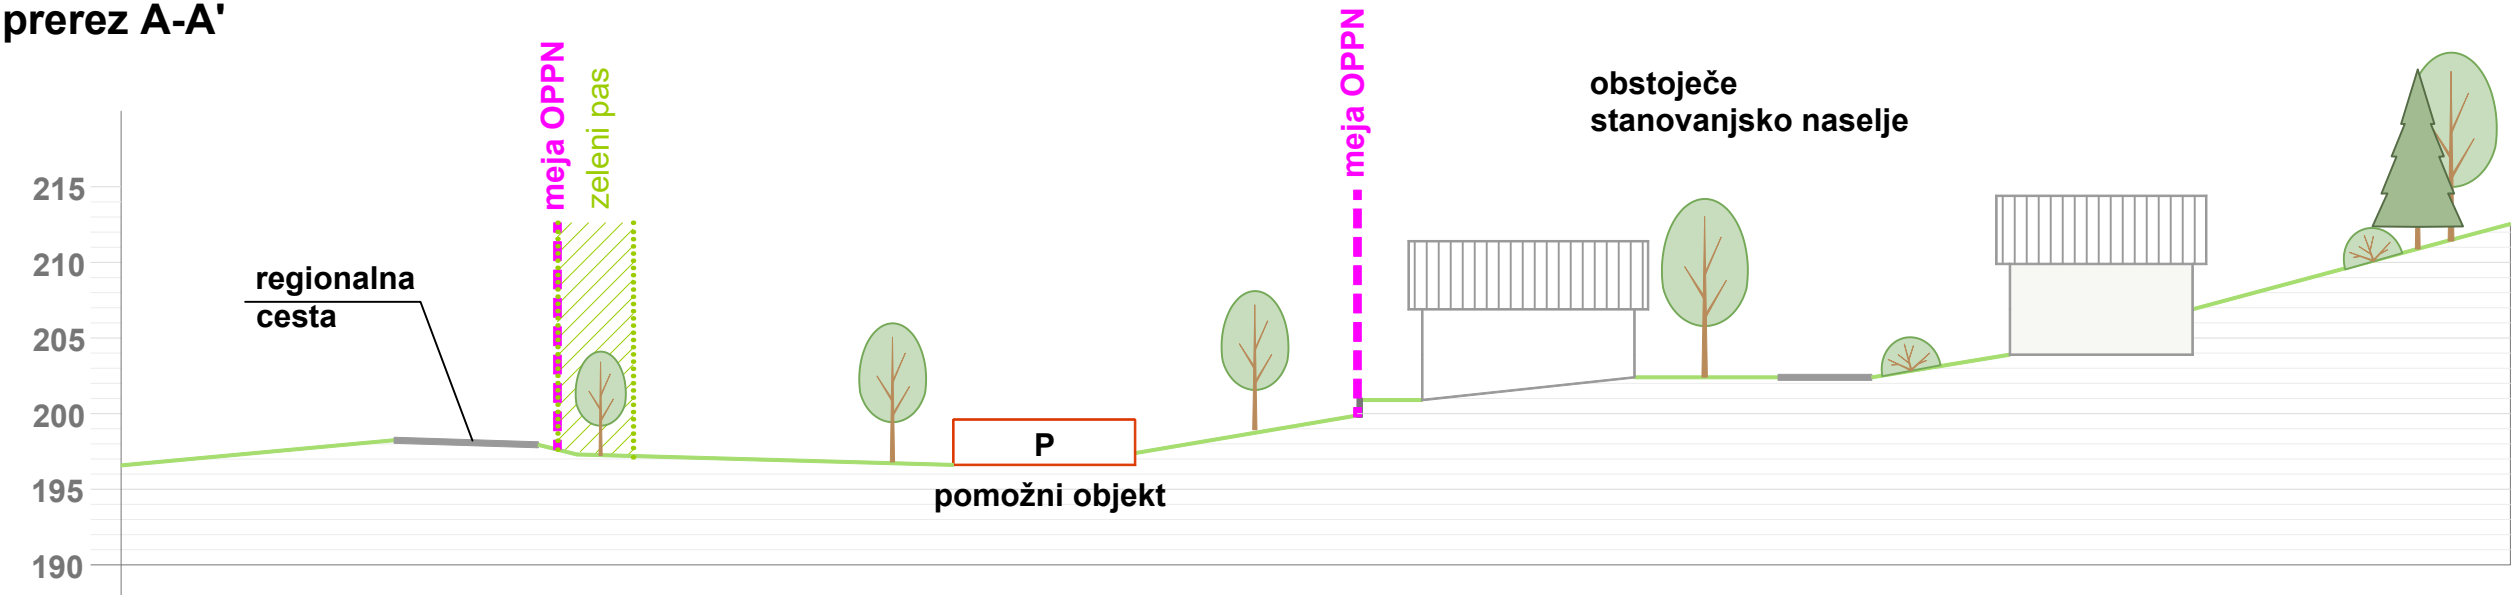 prerez A-A'
meja OPPN
zeleni pas
meja OPPN
obstoječe
stanovanjsko naselje
regionalna
cesta
215
210
205
200
195
190
P
pomožni objekt